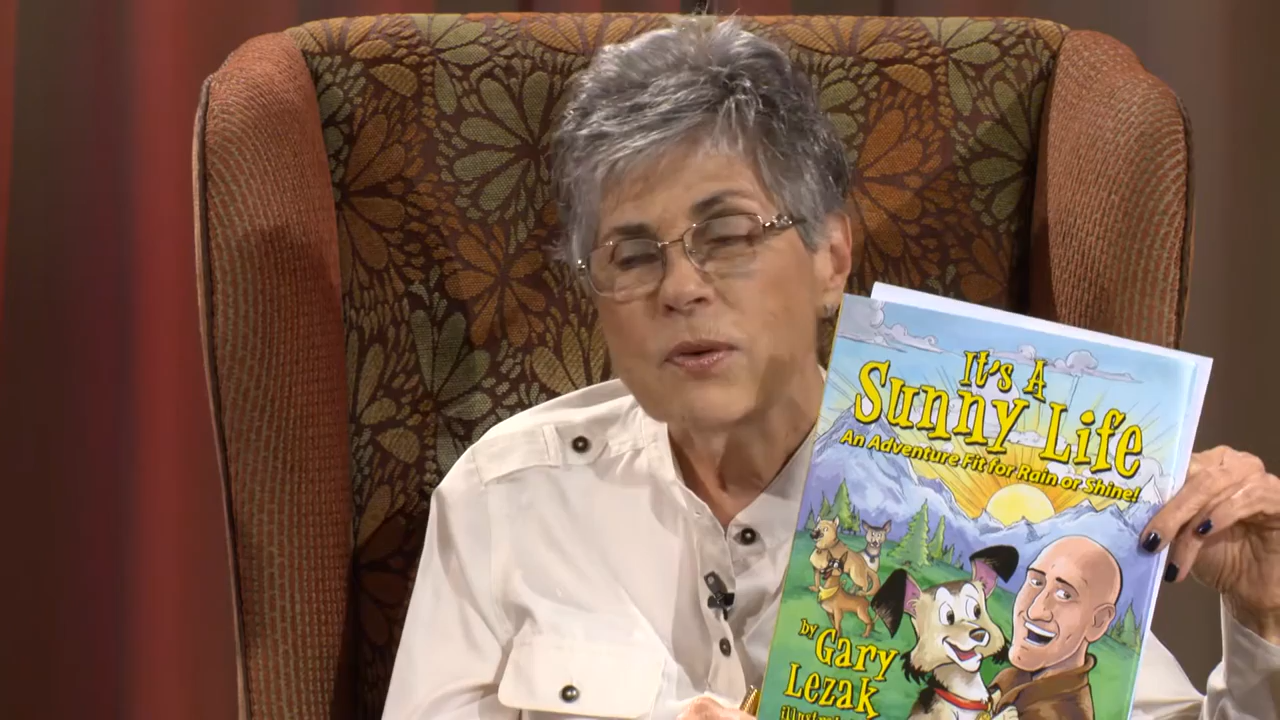 It's A
Sunny Life
An Adventure Fit for Rain or Shine!
by
Gary
Lezak